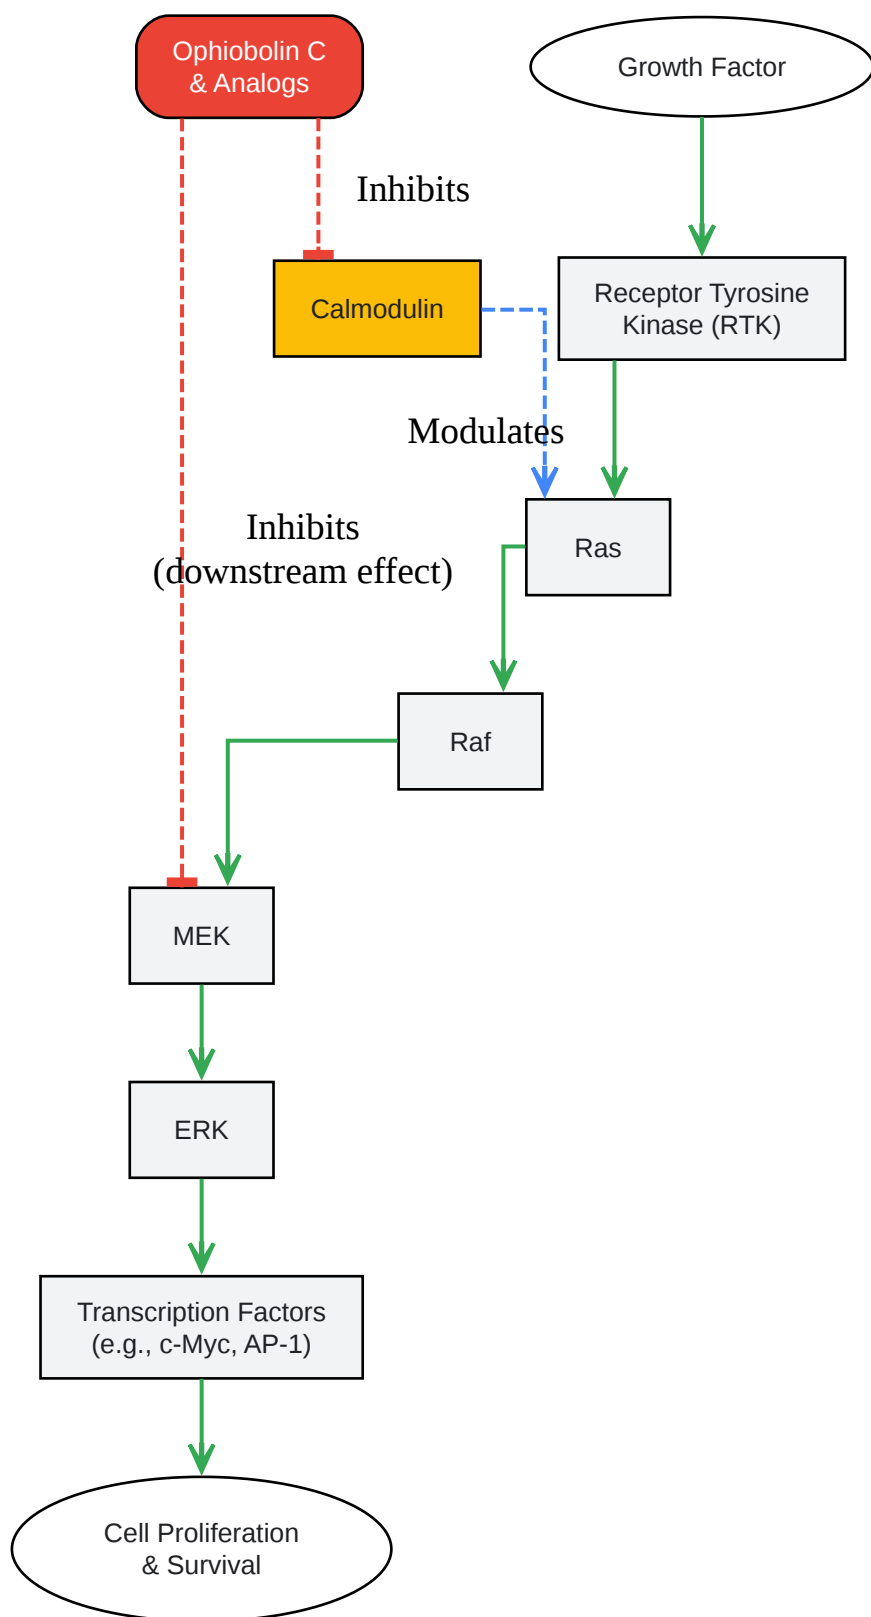 Ophiobolin C
& Analogs
Growth Factor
Inhibits
Calmodulin
Receptor Tyrosine
Kinase (RTK)
Modulates
Inhibits
(downstream effect)
Ras
Raf
MEK
ERK
Transcription Factors
(e.g., c-Myc, AP-1)
Cell Proliferation
& Survival